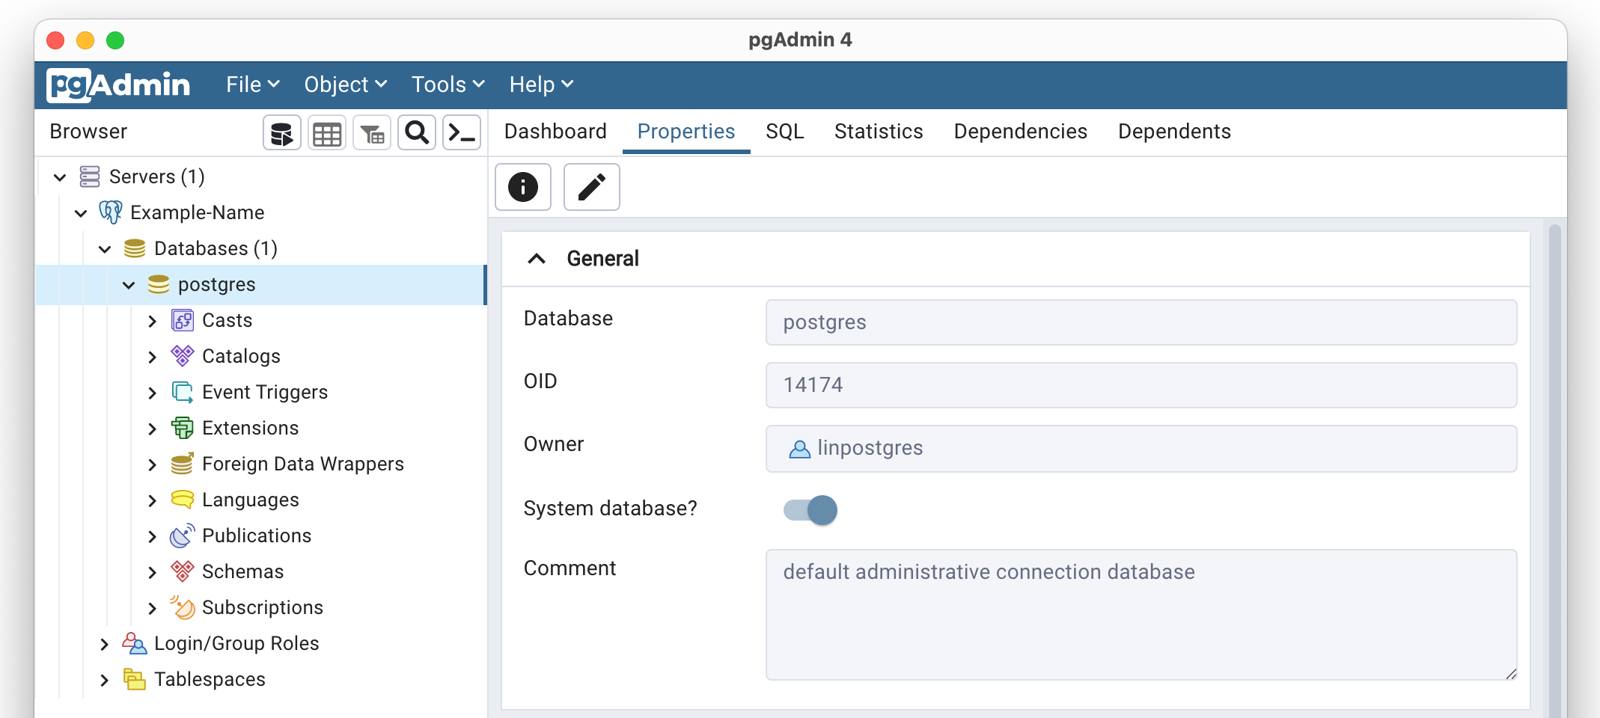 pgAdmin 4
pgAdmin File Object Tools Help
Browser
Dashboard Properties SQL Statistics Dependencies Dependents
Servers (1)
Example-Name
Databases (1)
postgres
Casts
Catalogs
Event Triggers
Extensions
Foreign Data Wrappers
Languages
Publications
Schemas
Subscriptions
Login/Group Roles
Tablespaces
General
Database postgres
OID 14174
Owner linpostgres
System database?
Comment default administrative connection database